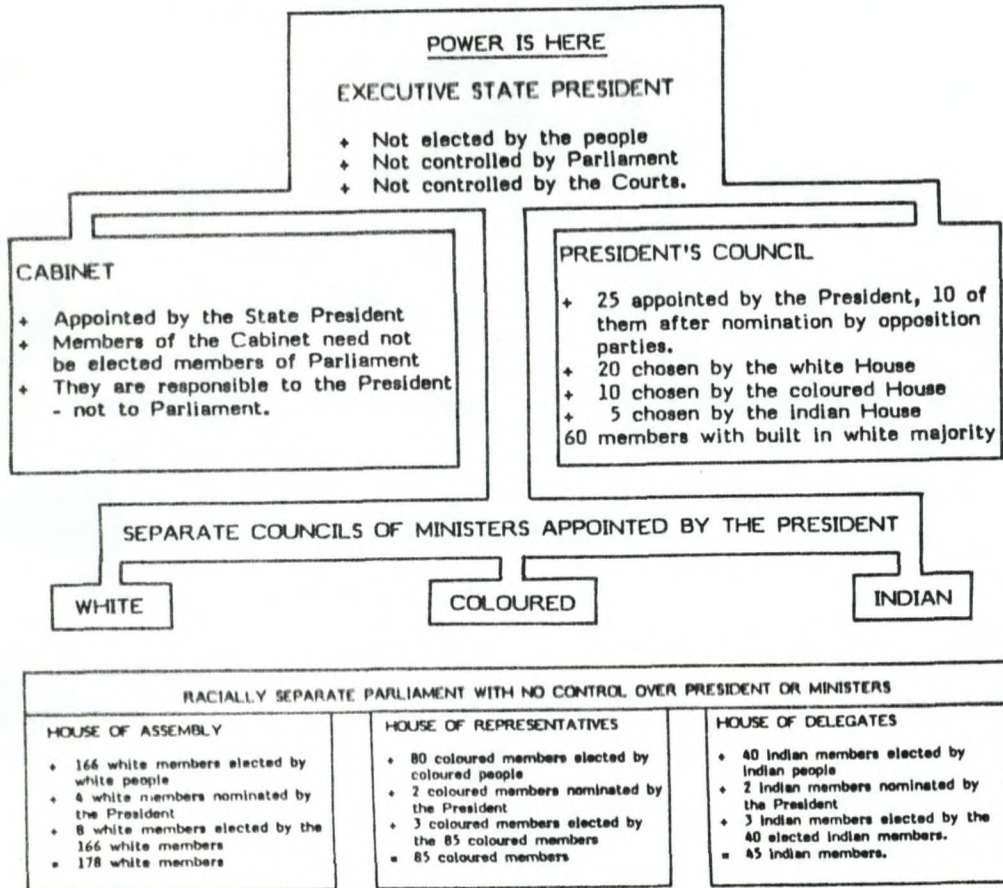 POWER IS HERE
EXECUTIVE STATE PRESIDENT
+ Not elected by the people
+ Not controlled by Parliament
+ Not controlled by the Courts.
CABINET
+ Appointed by the State President
+ Members of the Cabinet need not
be elected members of Parliament
+ They are responsible to the President
- not to Parliament.
PRESIDENT'S COUNCIL
+ 25 appointed by the President, 10 of
them after nomination by opposition
parties.
+ 20 chosen by the white House
+ 10 chosen by the coloured House
+ 5 chosen by the indian House
60 members with built in white majority
SEPARATE COUNCILS OF MINISTERS APPOINTED BY THE PRESIDENT
WHITE
COLOURED
INDIAN
RACIALLY SEPARATE PARLIAMENT WITH NO CONTROL OVER PRESIDENT OR MINISTERS
HOUSE OF ASSEMBLY
+ 166 white members elected by
white people
+ 4 white members nominated by
the President
+ 8 white members elected by the
166 white members
= 178 white members
HOUSE OF REPRESENTATIVES
+ 80 coloured members elected by
coloured people
+ 2 coloured members nominated by
the President
+ 3 coloured members elected by
the 85 coloured members
= 85 coloured members
HOUSE OF DELEGATES
+ 40 Indian members elected by
Indian people
+ 2 Indian members nominated by
the President
+ 3 Indian members elected by the
40 elected Indian members.
= 45 Indian members.